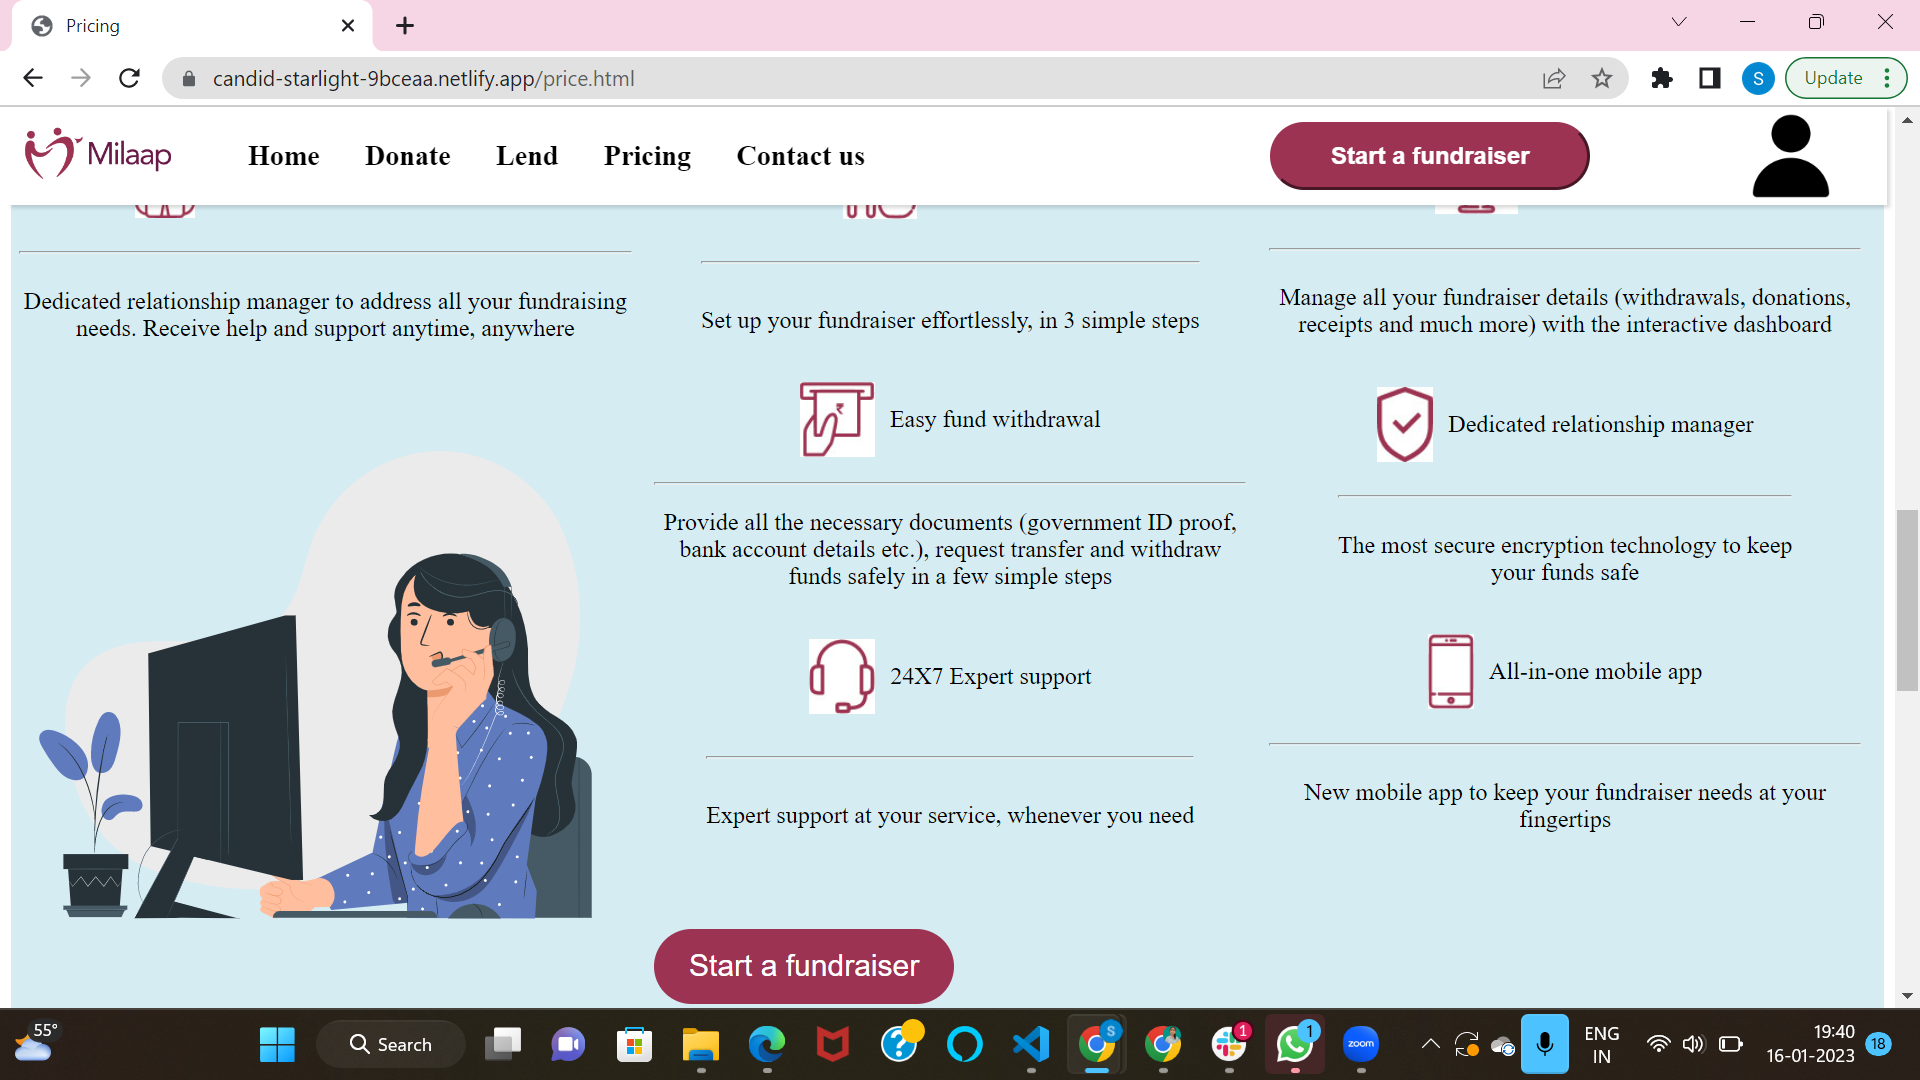 Pricing
candid-starlight-9bceaa.netlify.app/price.html
S
Update
Milaap
Home
Donate
Lend
Pricing
Contact us
Start a fundraiser
Dedicated relationship manager to address all your fundraising
needs. Receive help and support anytime, anywhere
Set up your fundraiser effortlessly, in 3 simple steps
₹
Easy fund withdrawal
Provide all the necessary documents (government ID proof,
bank account details etc.), request transfer and withdraw
funds safely in a few simple steps
24X7 Expert support
Expert support at your service, whenever you need
Manage all your fundraiser details (withdrawals, donations,
receipts and much more) with the interactive dashboard
Dedicated relationship manager
The most secure encryption technology to keep
your funds safe
All-in-one mobile app
New mobile app to keep your fundraiser needs at your
fingertips
Start a fundraiser
55°
Search
S
1
1
zoom
ENG
IN
19:40
16-01-2023
18